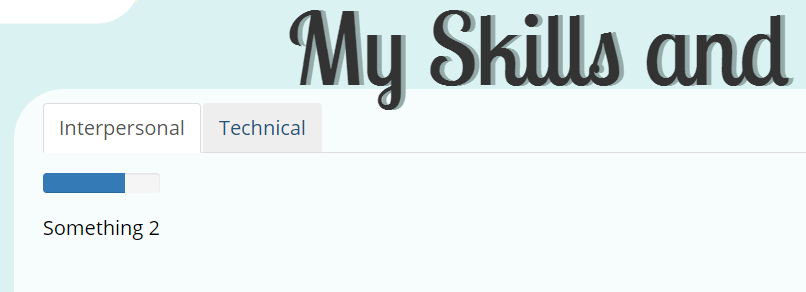 My Skills and
Interpersonal
Technical
Something 2